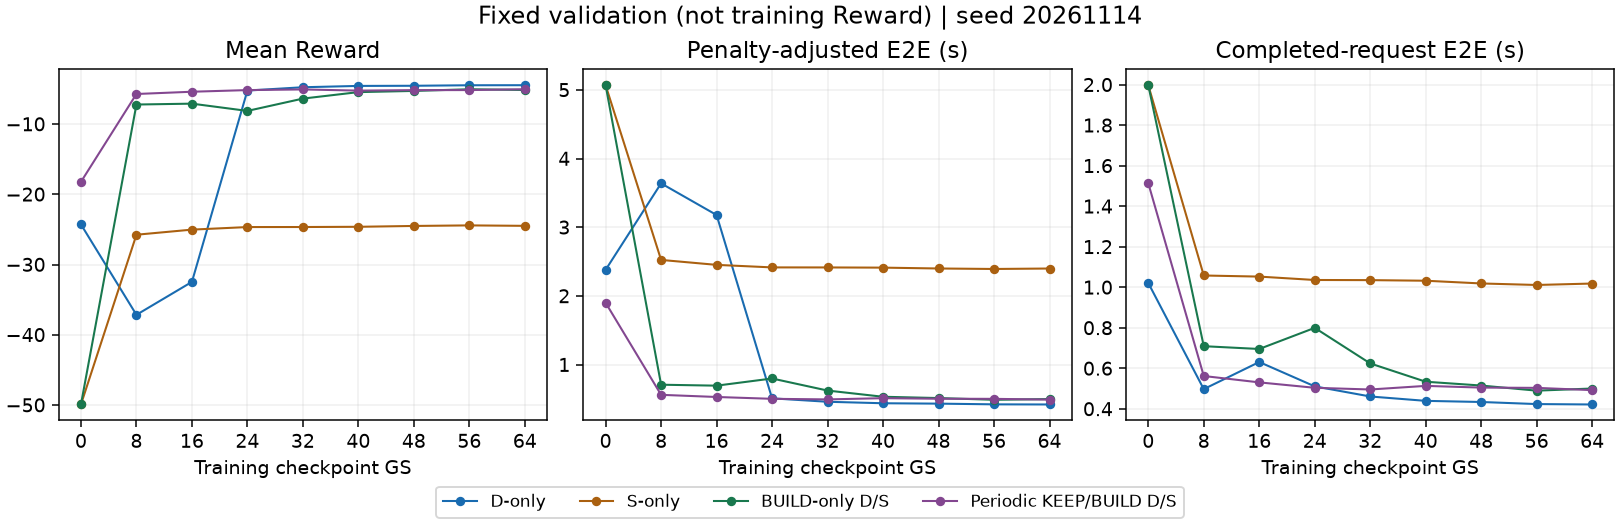 Fixed validation (not training Reward) | seed 20261114
Mean Reward
−10
−20
−30
−40
−50
0 8 16 24 32 40 48 56 64
Training checkpoint GS
Penalty-adjusted E2E (s)
5
4
3
2
1
0 8 16 24 32 40 48 56 64
Training checkpoint GS
Completed-request E2E (s)
2.0
1.8
1.6
1.4
1.2
1.0
0.8
0.6
0.4
0 8 16 24 32 40 48 56 64
Training checkpoint GS
D-only S-only BUILD-only D/S Periodic KEEP/BUILD D/S